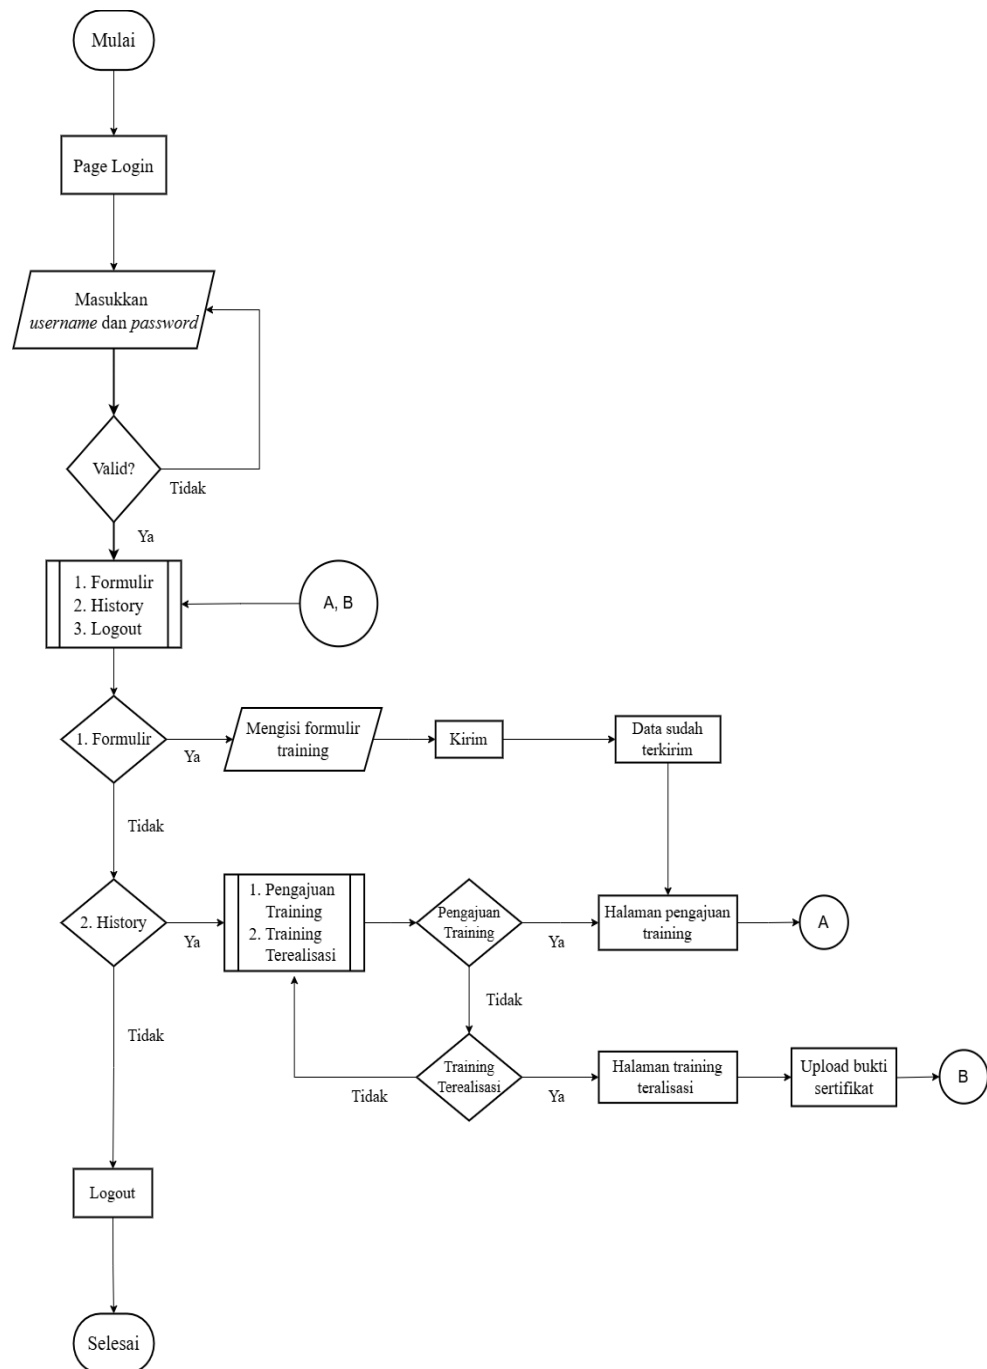 Mulai
Page Login
Masukkan
username dan password
Valid?
Tidak
Ya
1. Formulir
2. History
3. Logout
A, B
1. Formulir
Ya
Mengisi formulir
training
Kirim
Data sudah
terkirim
Tidak
2. History
Ya
1. Pengajuan
Training
2. Training
Terealisasi
Pengajuan
Training
Ya
Halaman pengajuan
training
A
Tidak
Tidak
Training
Terealisasi
Tidak
Ya
Halaman training
teralisasi
Upload bukti
sertifikat
B
Logout
Selesai